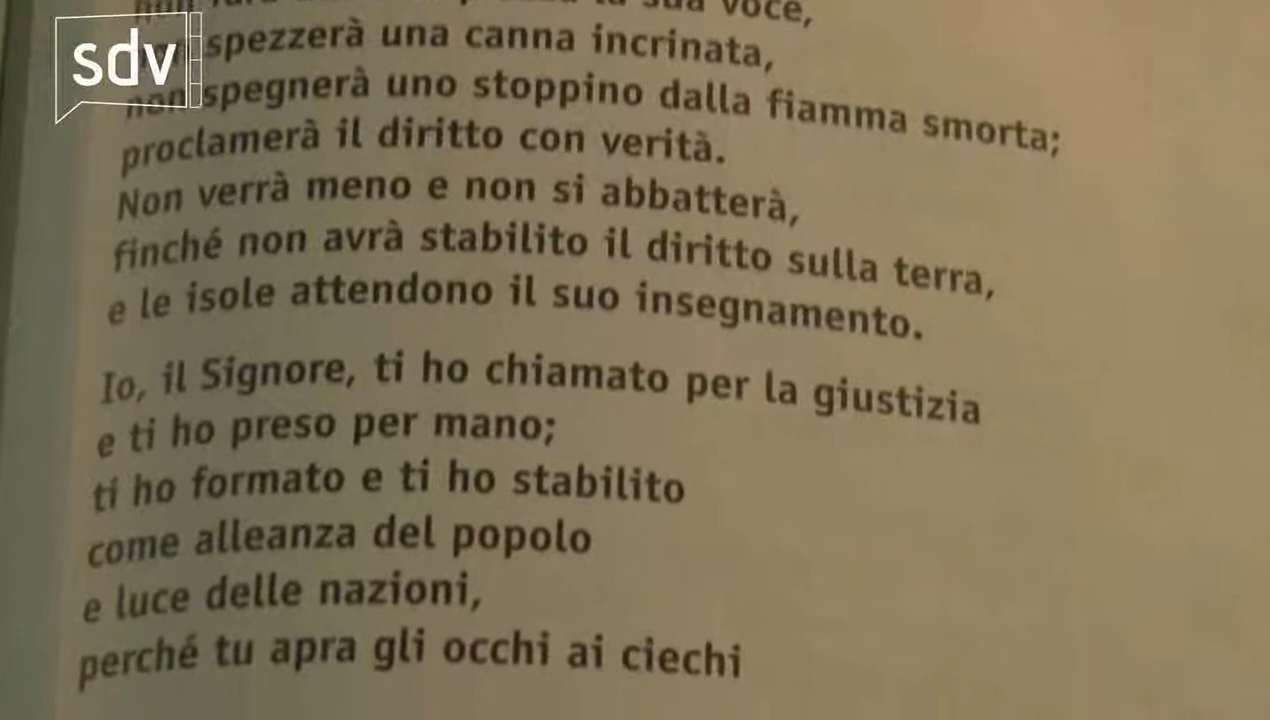 sdv
voce,
spezzerà una canna incrinata,
non spegnerà uno stoppino dalla fiamma smorta;
proclamerà il diritto con verità.
Non verrà meno e non si abbatterà,
finché non avrà stabilito il diritto sulla terra,
e le isole attendono il suo insegnamento.
Io, il Signore, ti ho chiamato per la giustizia
e ti ho preso per mano;
ti ho formato e ti ho stabilito
come alleanza del popolo
e luce delle nazioni,
perché tu apra gli occhi ai ciechi